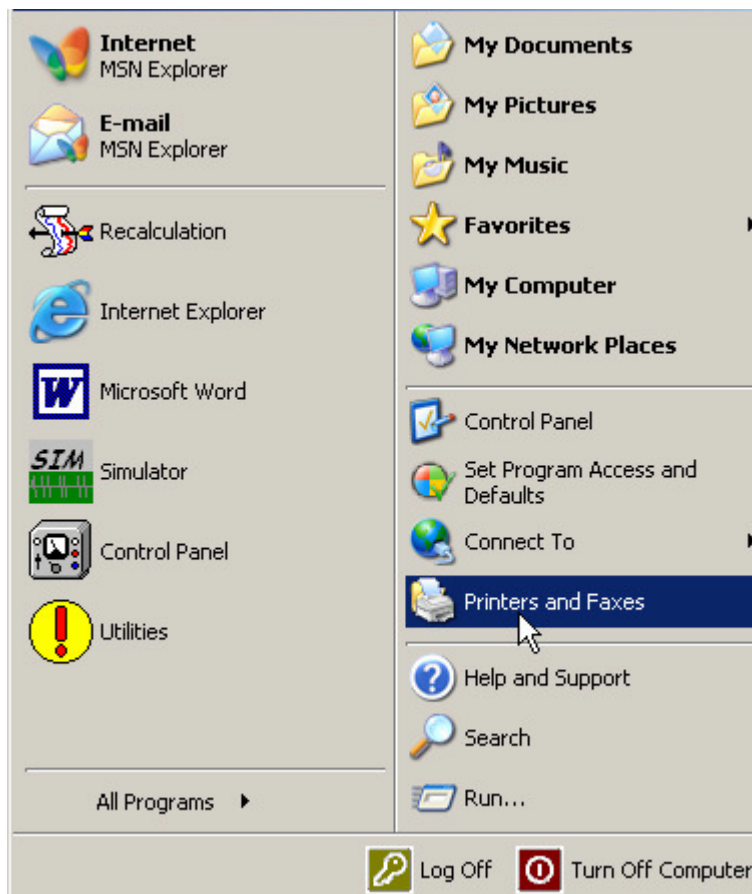 Internet
MSN Explorer
E-mail
MSN Explorer
Recalculation
Internet Explorer
W Microsoft Word
SIM Simulator
Control Panel
Utilities
All Programs
My Documents
My Pictures
My Music
Favorites
My Computer
My Network Places
Control Panel
Set Program Access and
Defaults
Connect To
Printers and Faxes
Help and Support
Search
Run...
Log Off Turn Off Computer